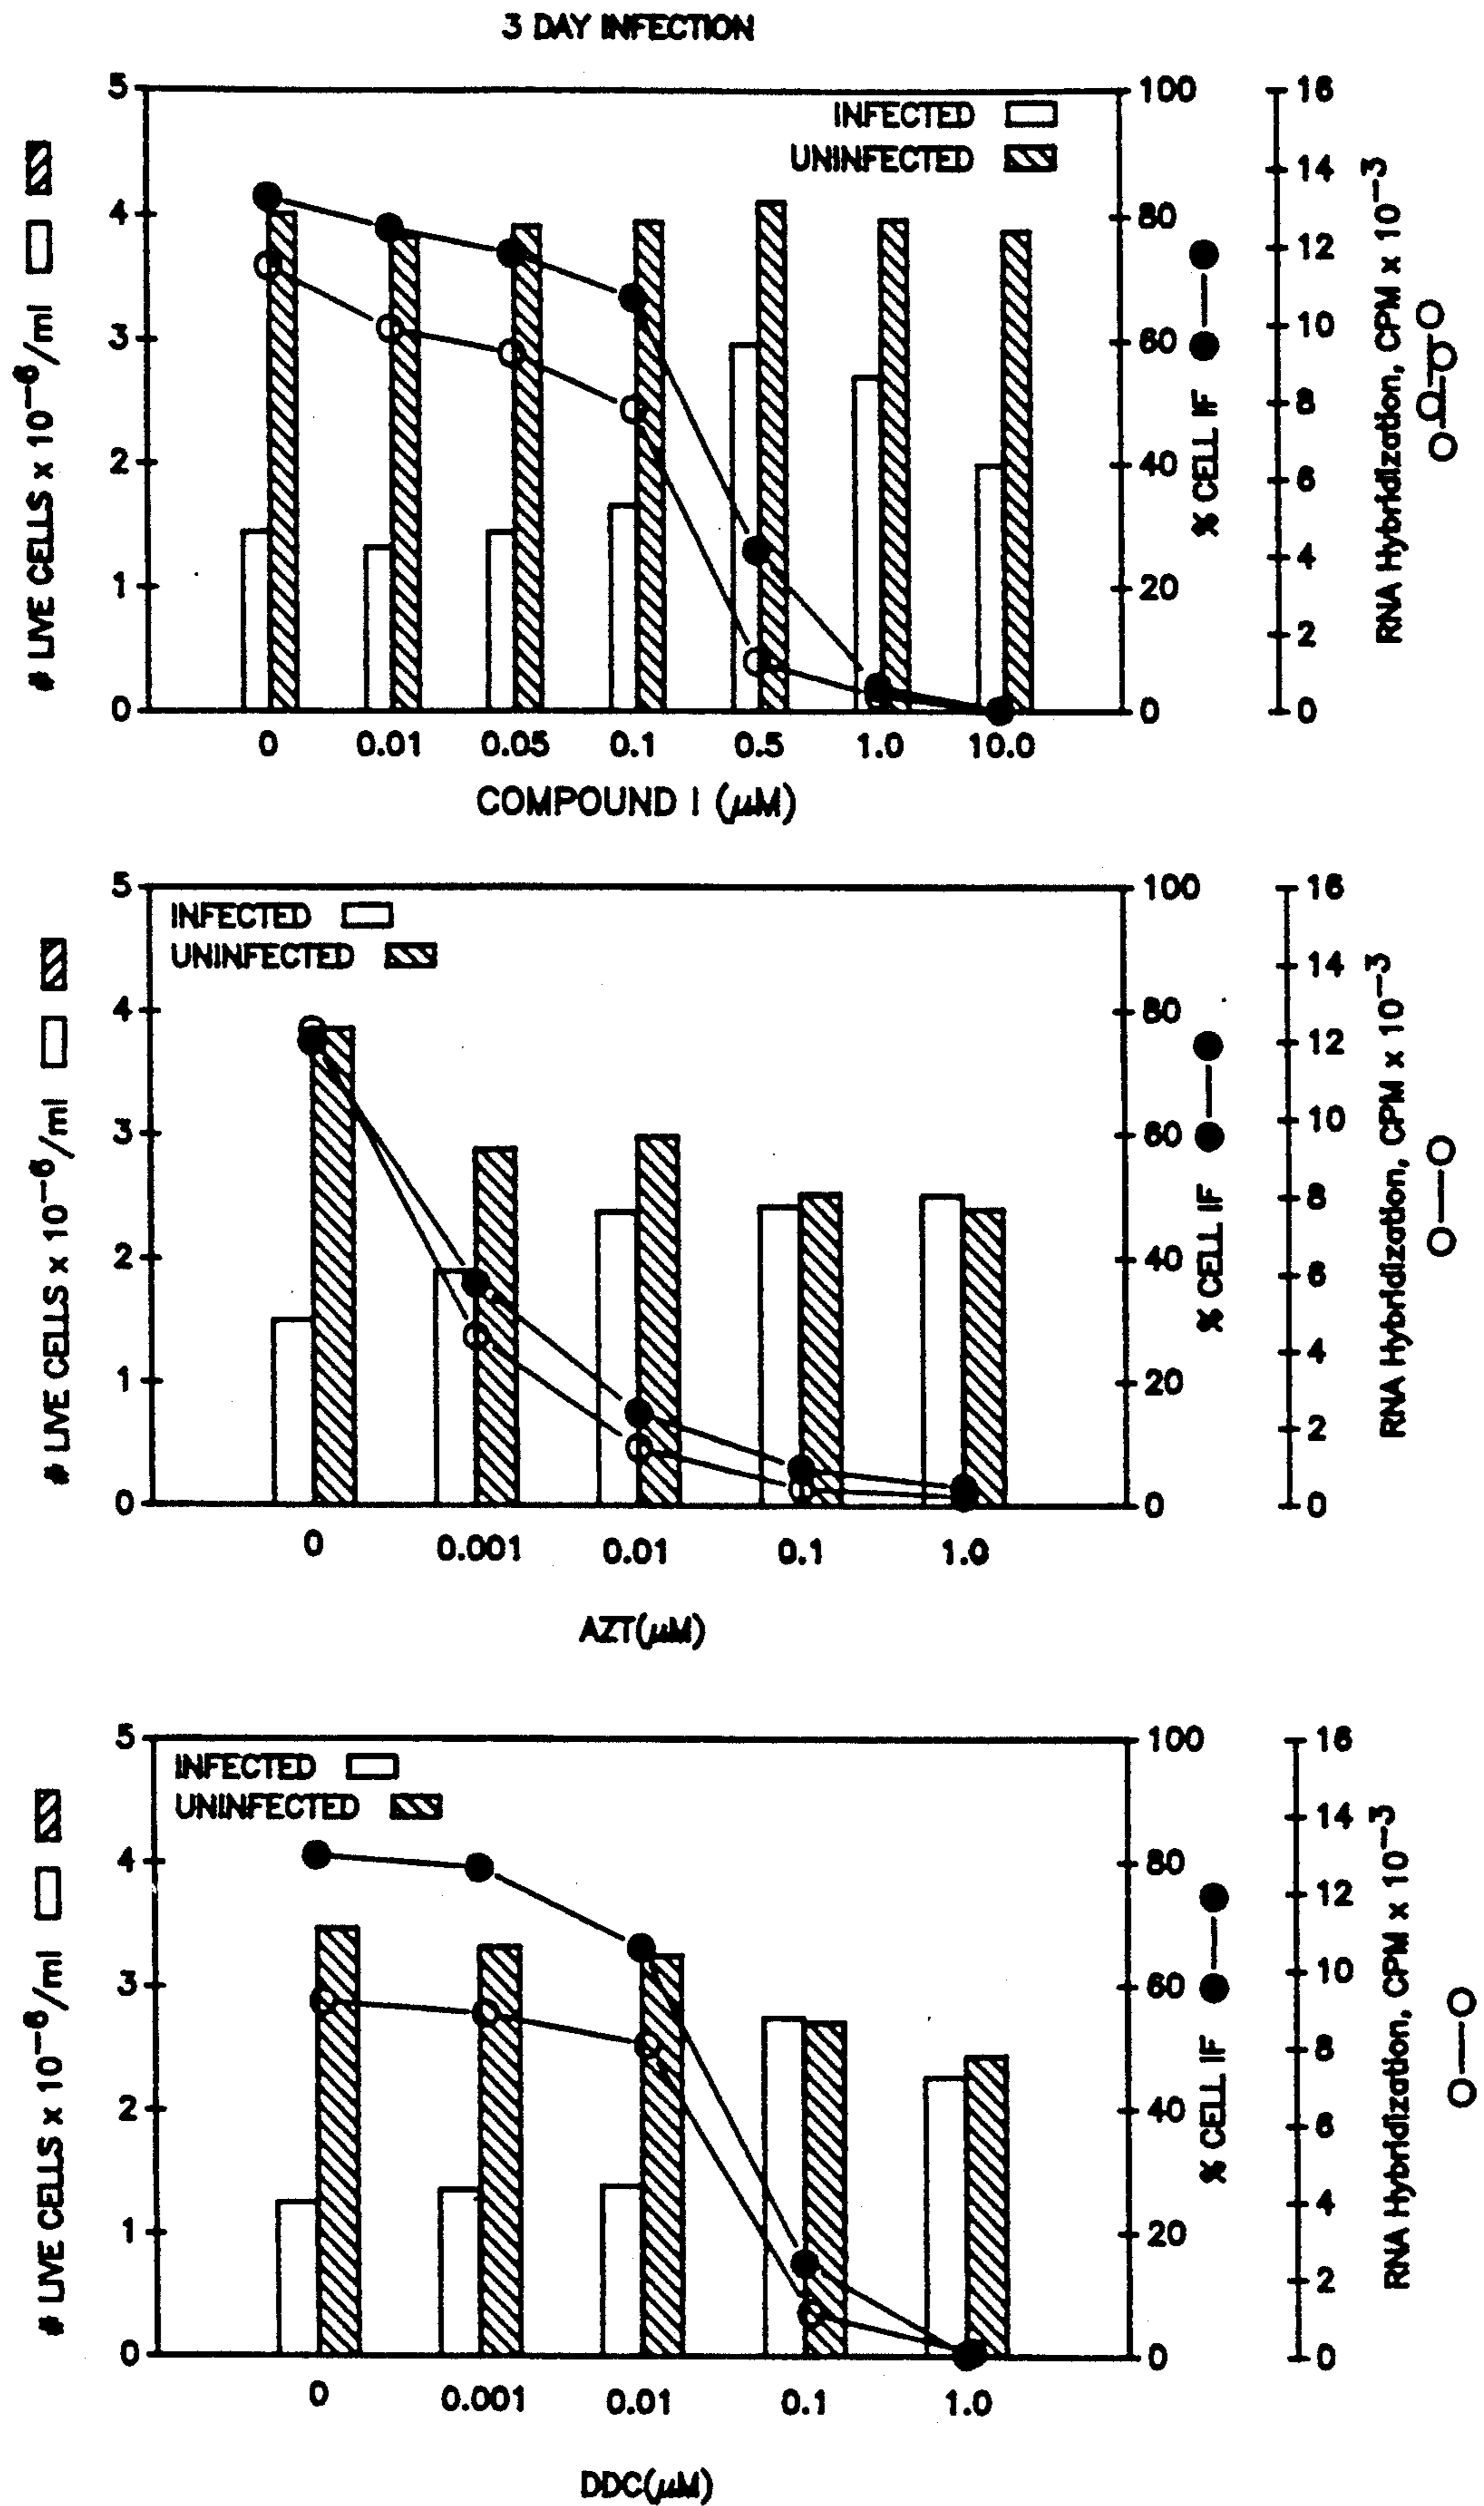 3 DAY INFECTION
INFECTED
UNINFECTED
# LIVE CELLS x 10⁻⁶/ml
5
4
3
2
1
0
100
80
60
40
20
0
% CELL IF
16
14
12
10
8
6
4
2
0
RNA Hybridization, CPM x 10⁻³
0 0.01 0.05 0.1 0.5 1.0 10.0
COMPOUND I (μM)
INFECTED
UNINFECTED
# LIVE CELLS x 10⁻⁶/ml
5
4
3
2
1
0
100
80
60
40
20
0
% CELL IF
16
14
12
10
8
6
4
2
0
RNA Hybridization, CPM x 10⁻³
0 0.001 0.01 0.1 1.0
AZT(μM)
INFECTED
UNINFECTED
# LIVE CELLS x 10⁻⁶/ml
5
4
3
2
1
0
100
80
60
40
20
0
% CELL IF
16
14
12
10
8
6
4
2
0
RNA Hybridization, CPM x 10⁻³
0 0.001 0.01 0.1 1.0
DDC(μM)